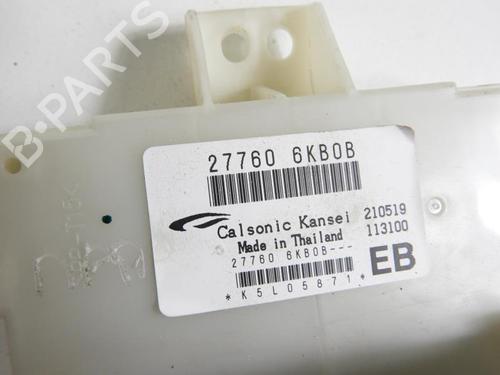 B-PARTS
27760 6KB0B
Calsonic Kansei
210519
Made in Thailand
113100
27760 6KB0B---
EB
*K5L05871*